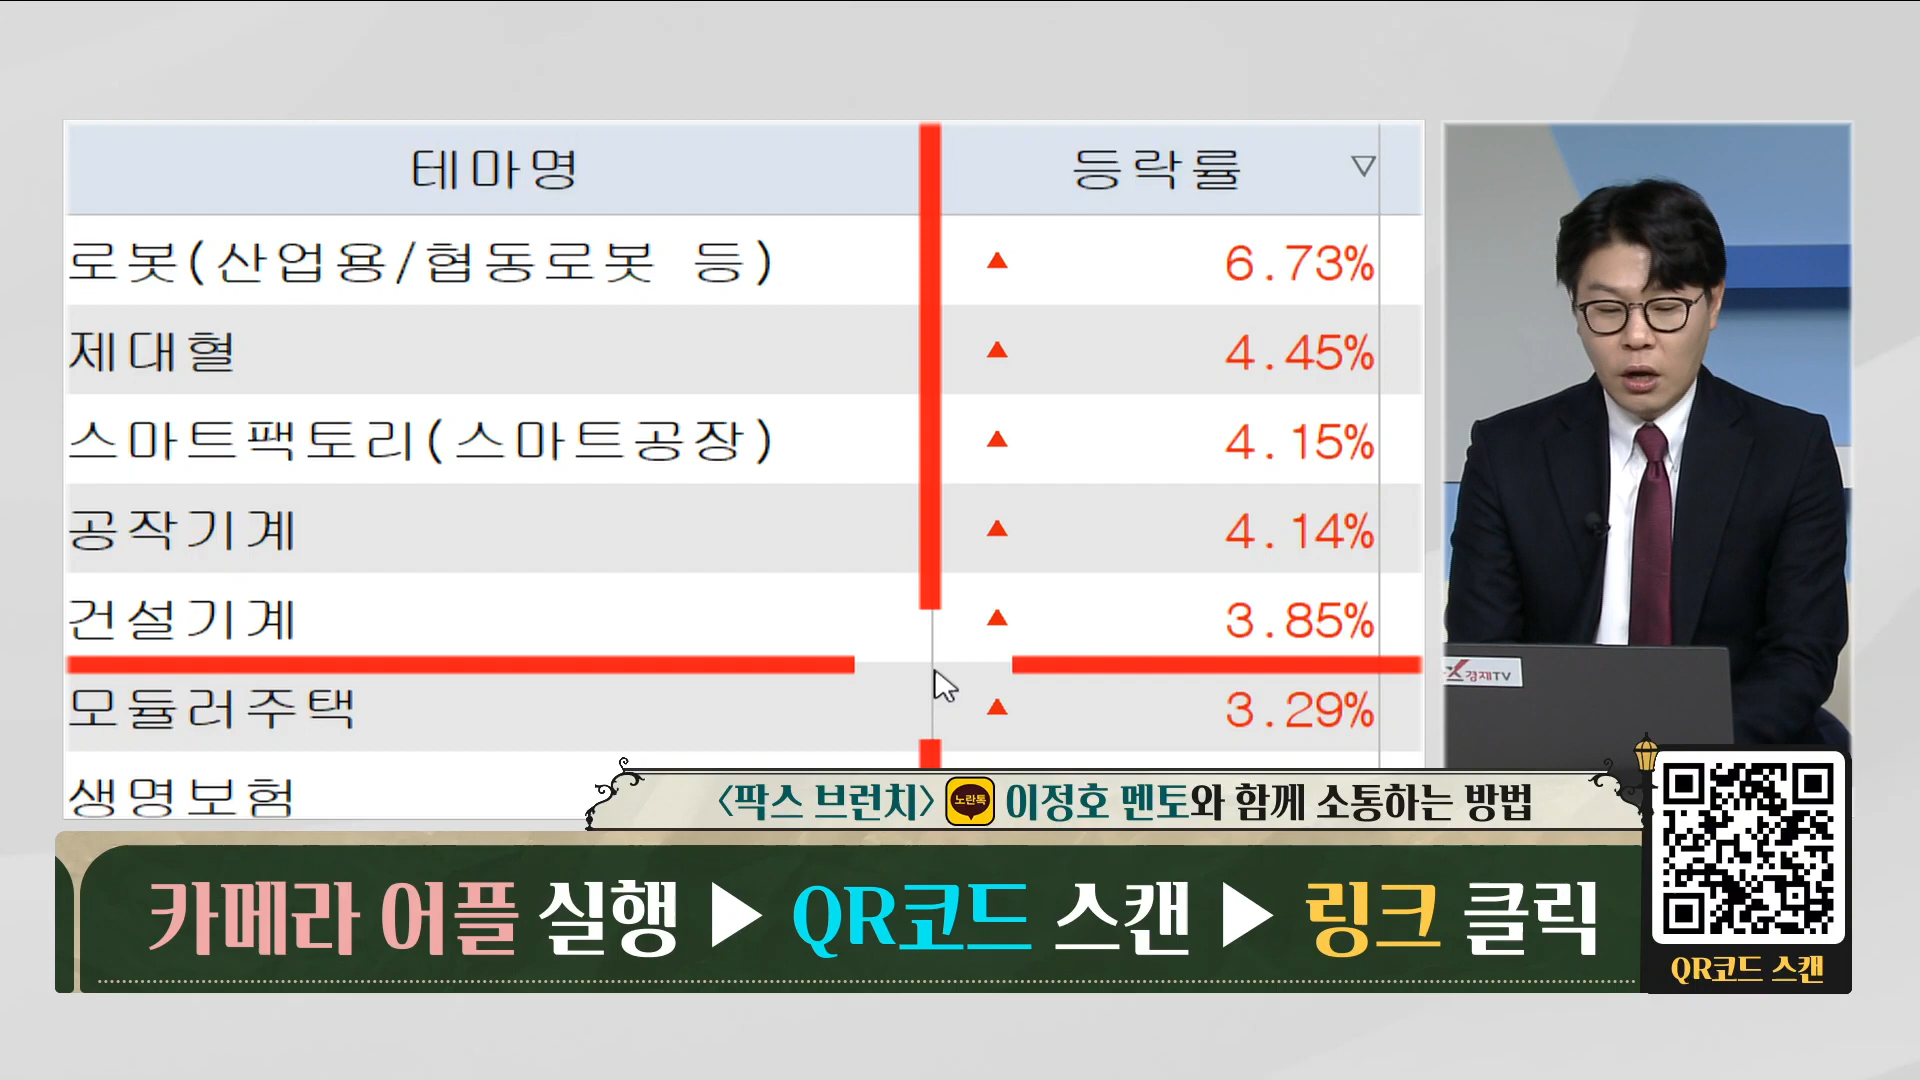 테마명 등락률 ▽
로봇(산업용/협동로봇 등) ▲ 6.73%
제대혈 ▲ 4.45%
스마트팩토리(스마트공장) ▲ 4.15%
공작기계 ▲ 4.14%
건설기계 ▲ 3.85%
모듈러주택 ▲ 3.29%
생명보험
경제TV
<팍스 브런치> 노란톡 이정호 멘토와 함께 소통하는 방법
카메라 어플 실행 ▶ QR코드 스캔 ▶ 링크 클릭
QR코드 스캔